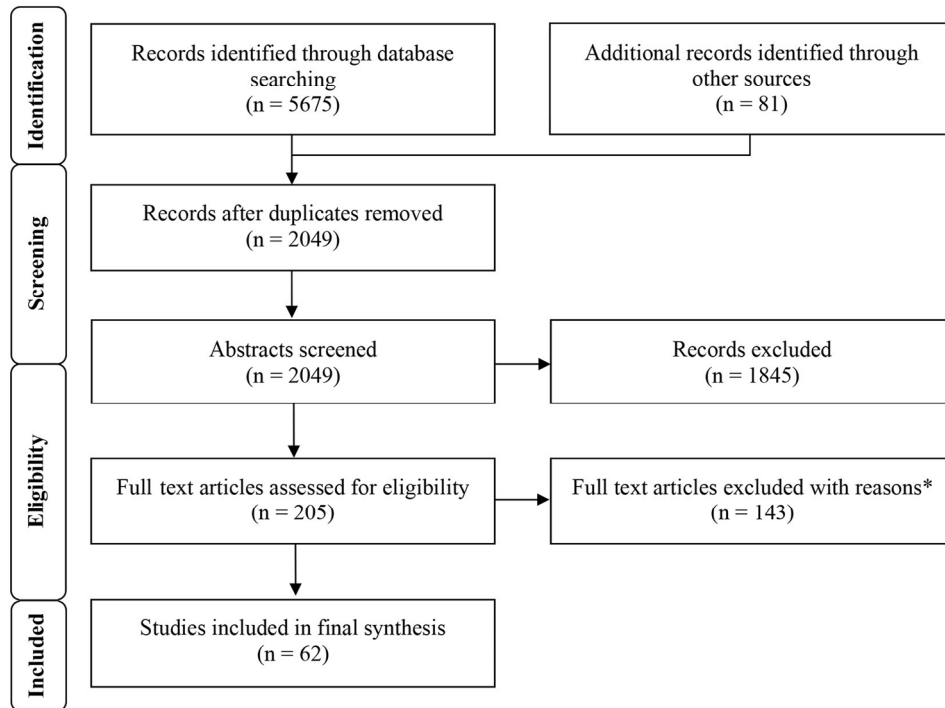 Identification
Records identified through database
searching
(n = 5675)
Additional records identified through
other sources
(n = 81)
Screening
Records after duplicates removed
(n = 2049)
Abstracts screened
(n = 2049)
Records excluded
(n = 1845)
Eligibility
Full text articles assessed for eligibility
(n = 205)
Full text articles excluded with reasons*
(n = 143)
Included
Studies included in final synthesis
(n = 62)